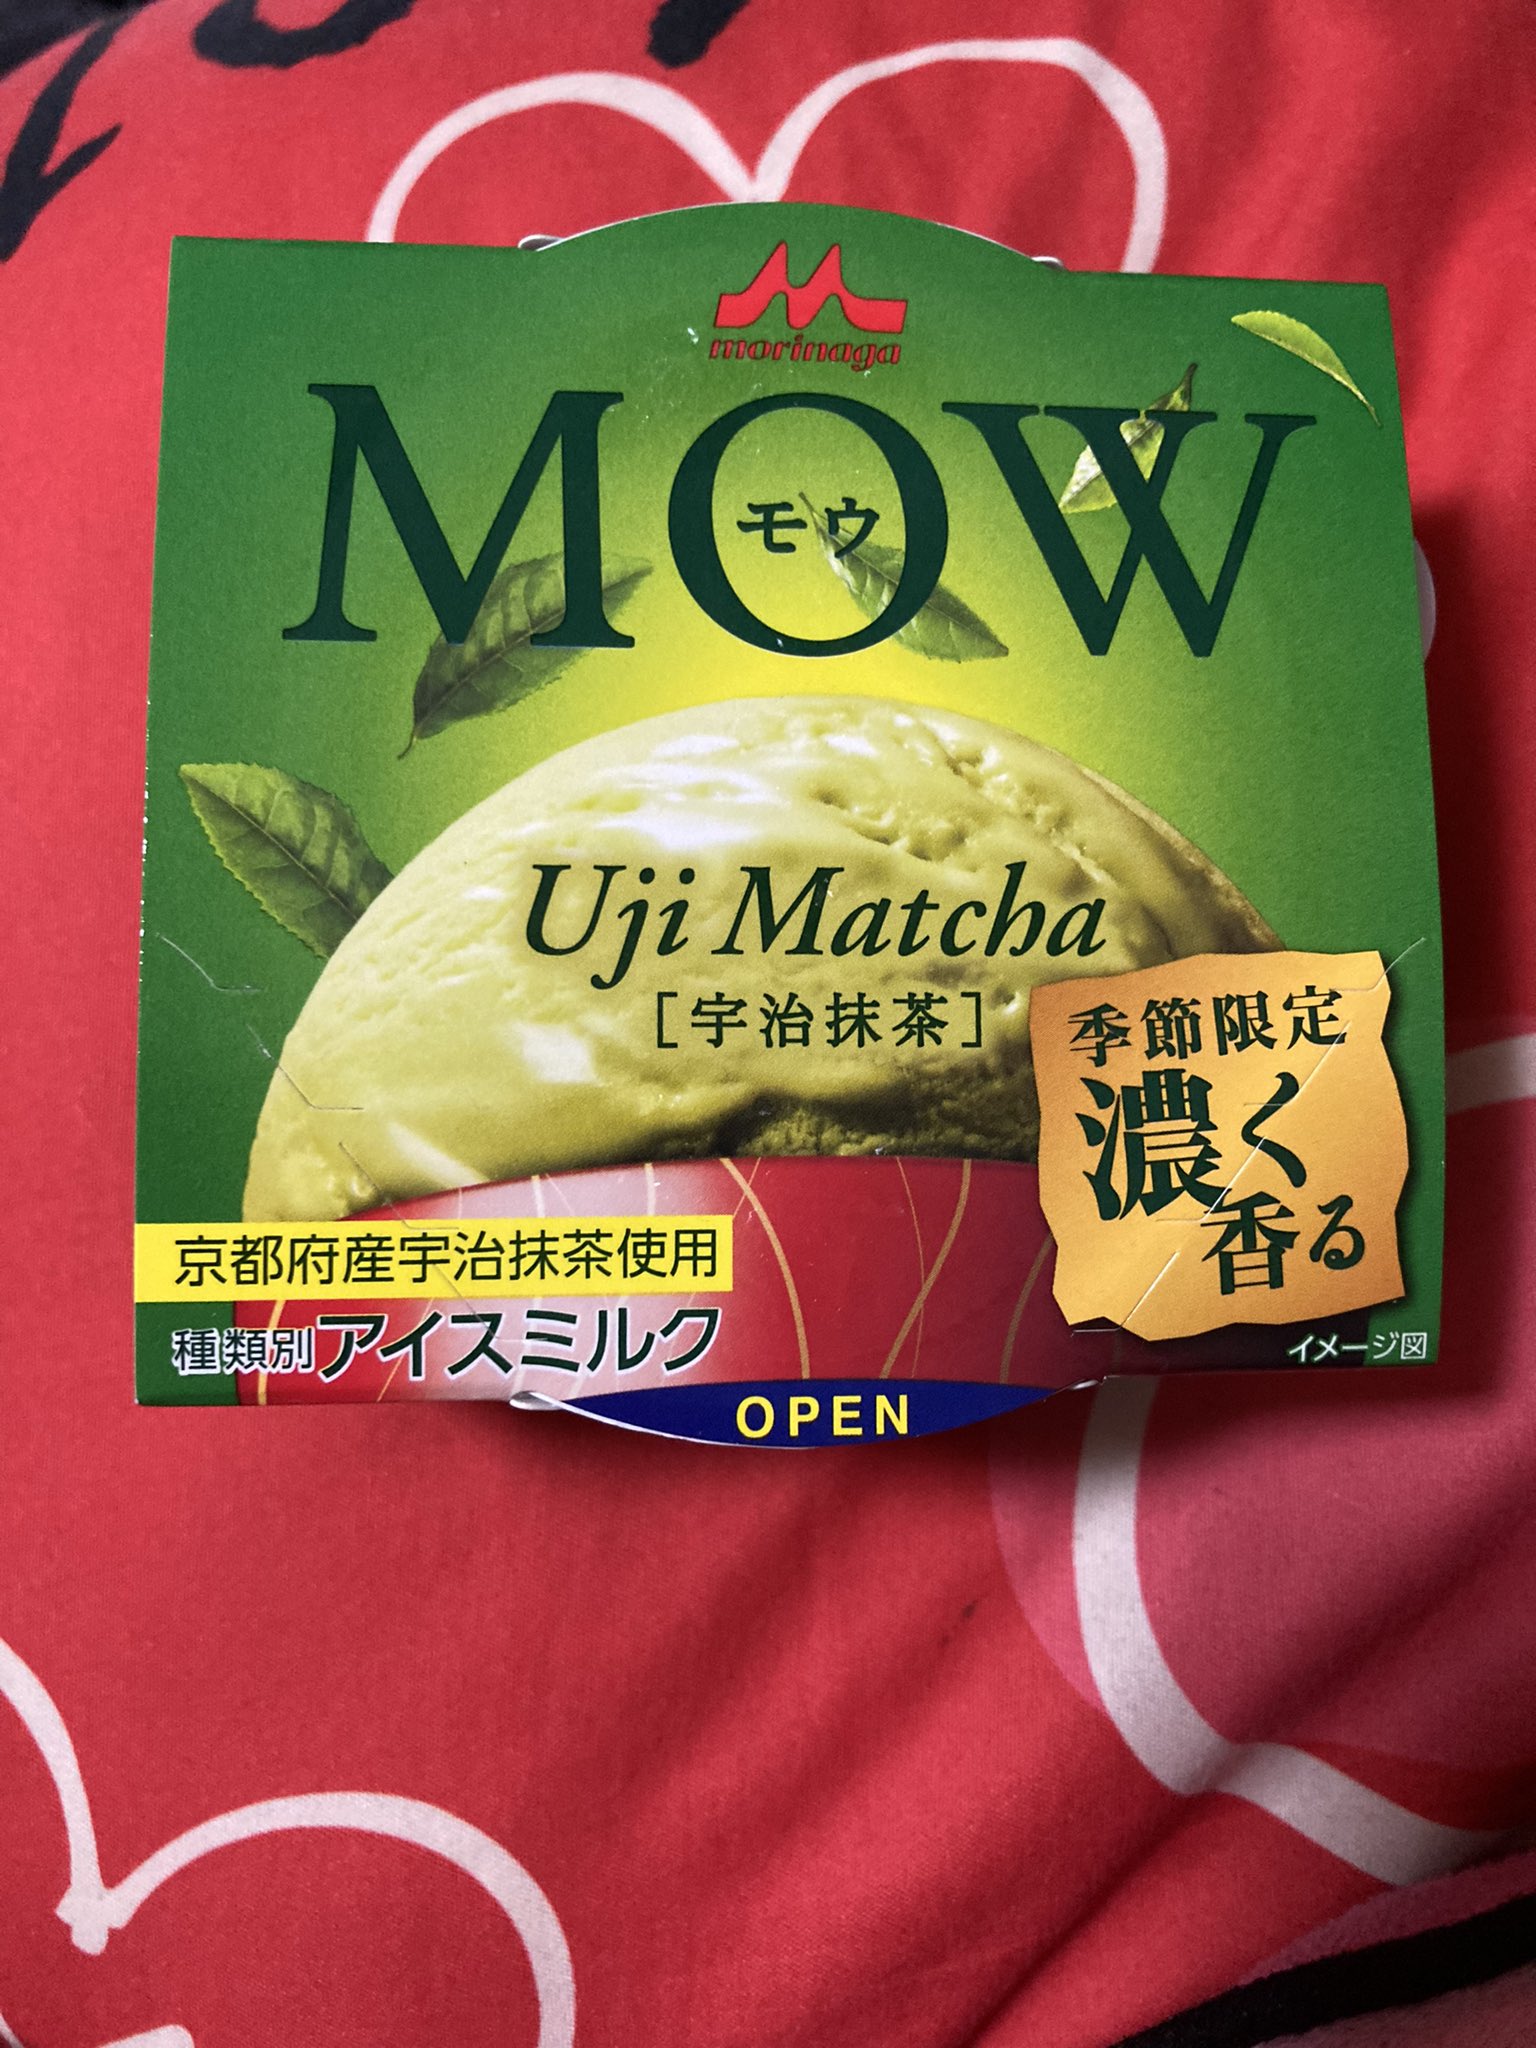 morinaga
MOW
モウ
Uji Matcha
[宇治抹茶]
季節限定
濃く
香る
京都府産宇治抹茶使用
種類別アイスミルク
イメージ図
OPEN